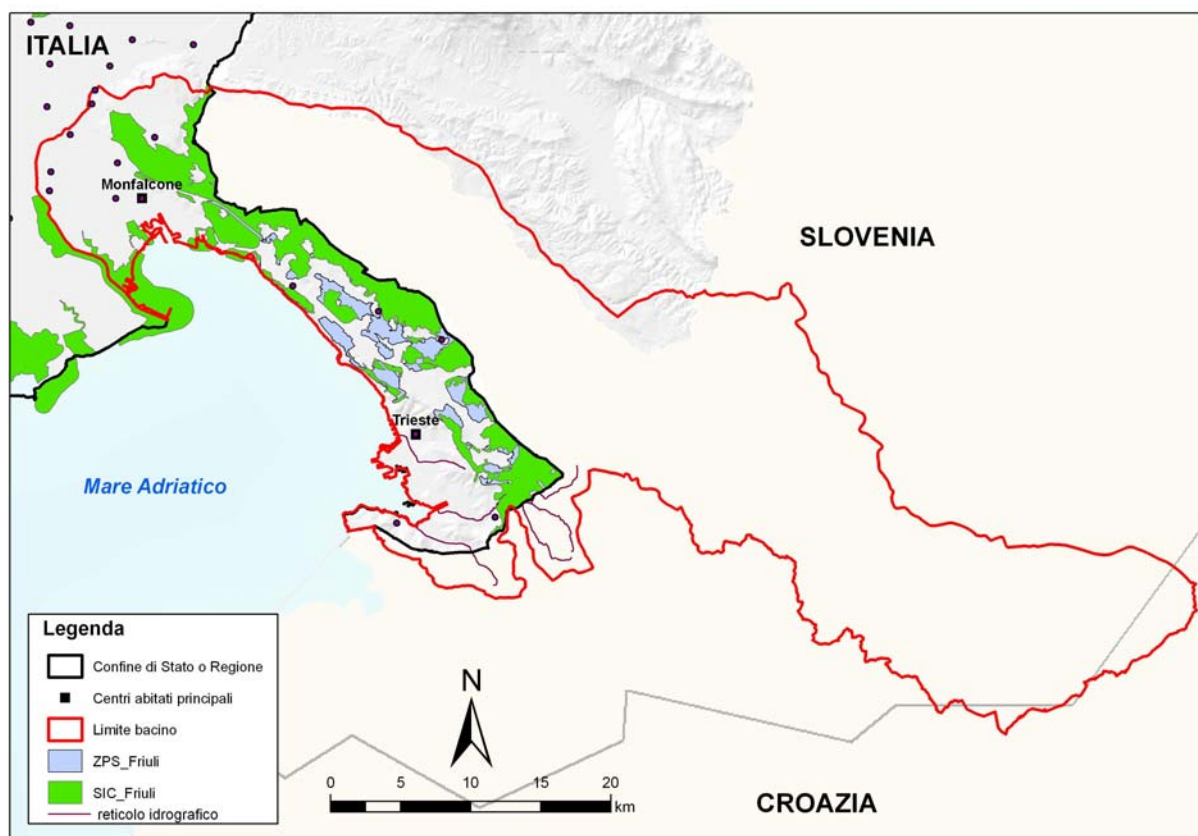 ITALIA
Monfalcone
SLOVENIA
Trieste
Mare Adriatico
Legenda
Confine di Stato o Regione
Centri abitati principali
Limite bacino
ZPS_Friuli
SIC_Friuli
reticolo idrografico
N
0 5 10 15 20
km
CROAZIA